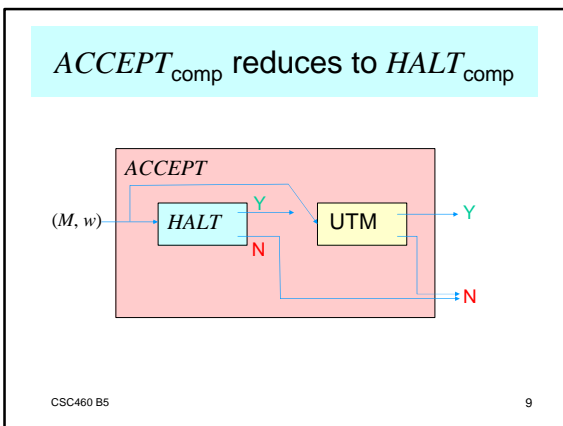 ACCEPTcomp reduces to HALTcomp
ACCEPT
(M, w)
HALT
Y
N
UTM
Y
N
CSC460 B5
9